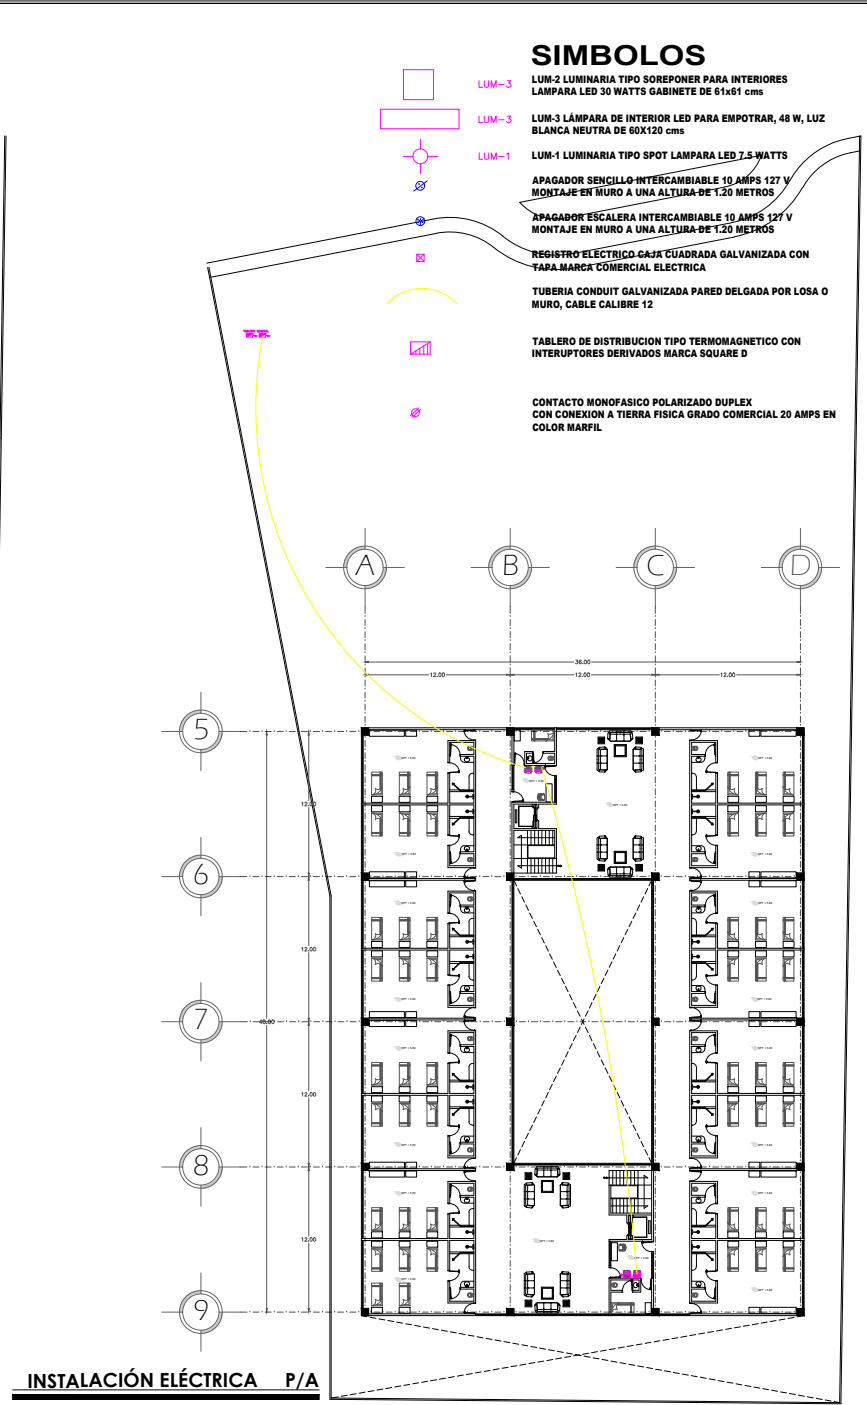 SIMBOLOS
LUM-3
LUM-2 LUMINARIA TIPO SOREPONER PARA INTERIORES
LAMPARA LED 30 WATTS GABINETE DE 61x61 cms
LUM-3
LUM-3 LÁMPARA DE INTERIOR LED PARA EMPOTRAR, 48 W, LUZ
BLANCA NEUTRA DE 60X120 cms
LUM-1
LUM-1 LUMINARIA TIPO SPOT LAMPARA LED 7.5 WATTS
APAGADOR SENCILLO INTERCAMBIABLE 10 AMPS 127 V
MONTAJE EN MURO A UNA ALTURA DE 1.20 METROS
APAGADOR ESCALERA INTERCAMBIABLE 10 AMPS 127 V
MONTAJE EN MURO A UNA ALTURA DE 1.20 METROS
REGISTRO ELECTRICO CAJA CUADRADA GALVANIZADA CON
TAPA MARCA COMERCIAL ELECTRICA
TUBERIA CONDUIT GALVANIZADA PARED DELGADA POR LOSA O
MURO, CABLE CALIBRE 12
TABLERO DE DISTRIBUCION TIPO TERMOMAGNETICO CON
INTERUPTORES DERIVADOS MARCA SQUARE D
CONTACTO MONOFASICO POLARIZADO DUPLEX
CON CONEXION A TIERRA FISICA GRADO COMERCIAL 20 AMPS EN
COLOR MARFIL
A B C D
36.00
12.00 12.00 12.00
5
12.00
6
12.00
7
12.00
8
12.00
9
INSTALACIÓN ELÉCTRICA P/A